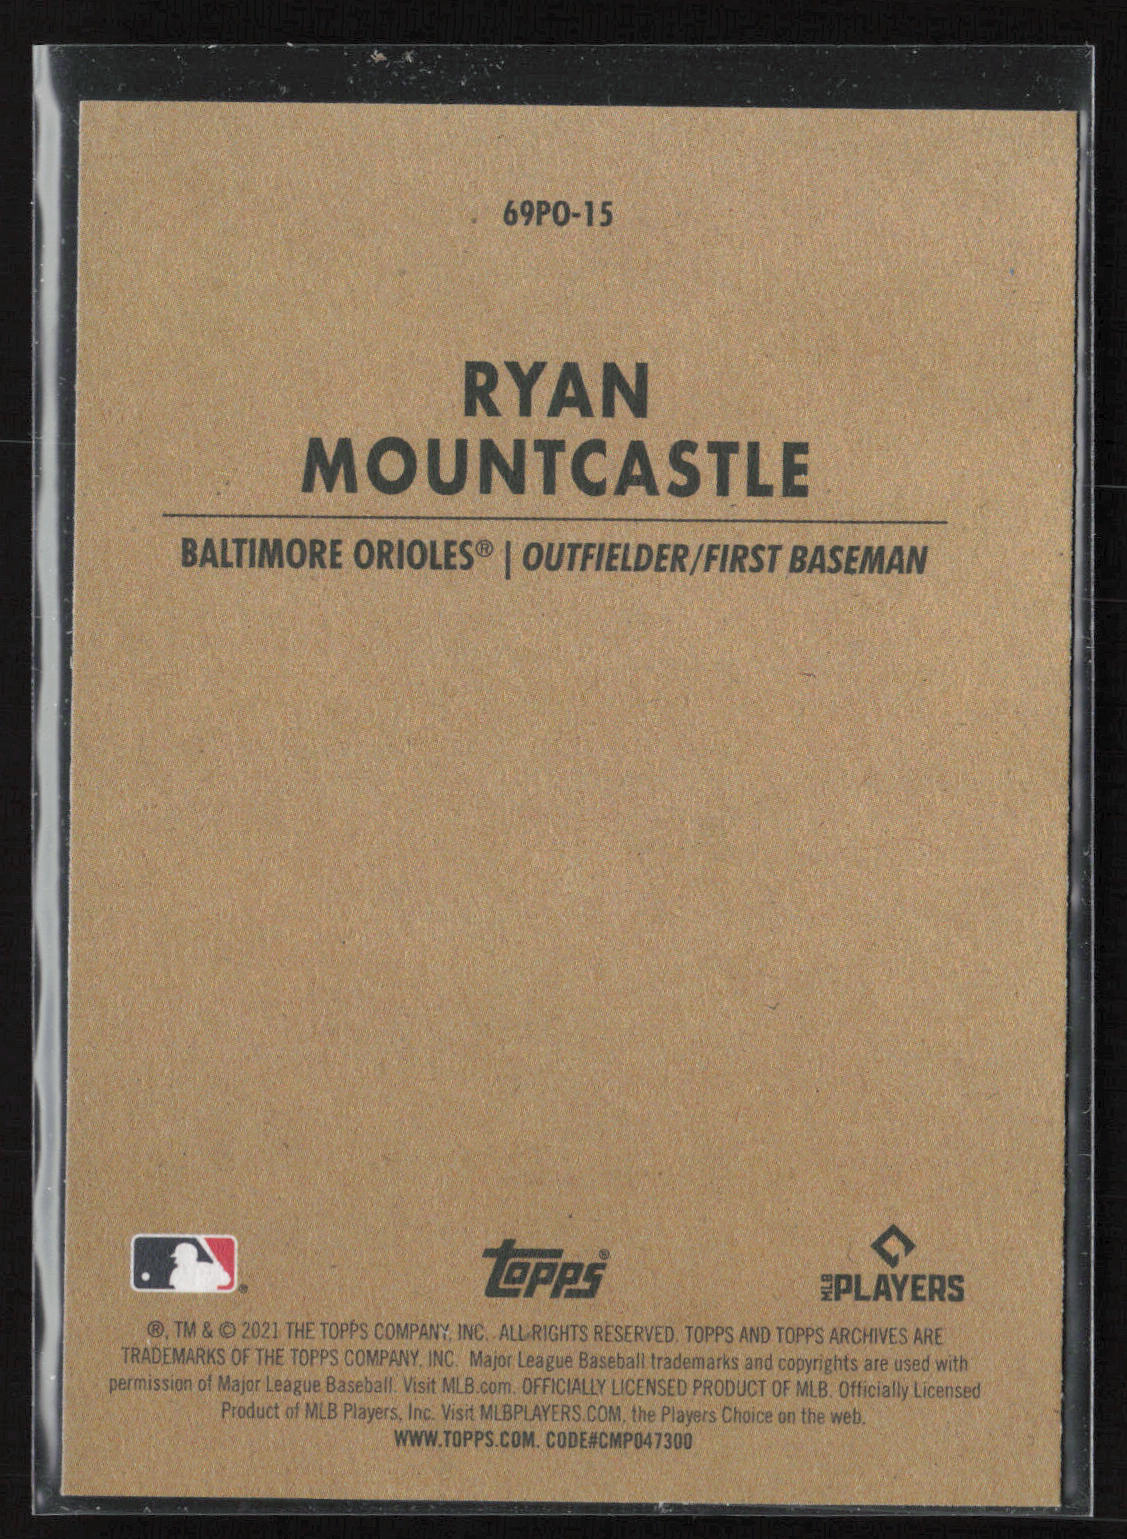 69PO-15
RYAN
MOUNTCASTLE
BALTIMORE ORIOLES® | OUTFIELDER/FIRST BASEMAN
Topps®
MLB PLAYERS
®, TM & © 2021 THE TOPPS COMPANY, INC. ALL RIGHTS RESERVED. TOPPS AND TOPPS ARCHIVES ARE
TRADEMARKS OF THE TOPPS COMPANY, INC. Major League Baseball trademarks and copyrights are used with
permission of Major League Baseball. Visit MLB.com. OFFICIALLY LICENSED PRODUCT OF MLB. Officially Licensed
Product of MLB Players, Inc. Visit MLBPLAYERS.COM, the Players Choice on the web.
WWW.TOPPS.COM. CODE#CMP047300